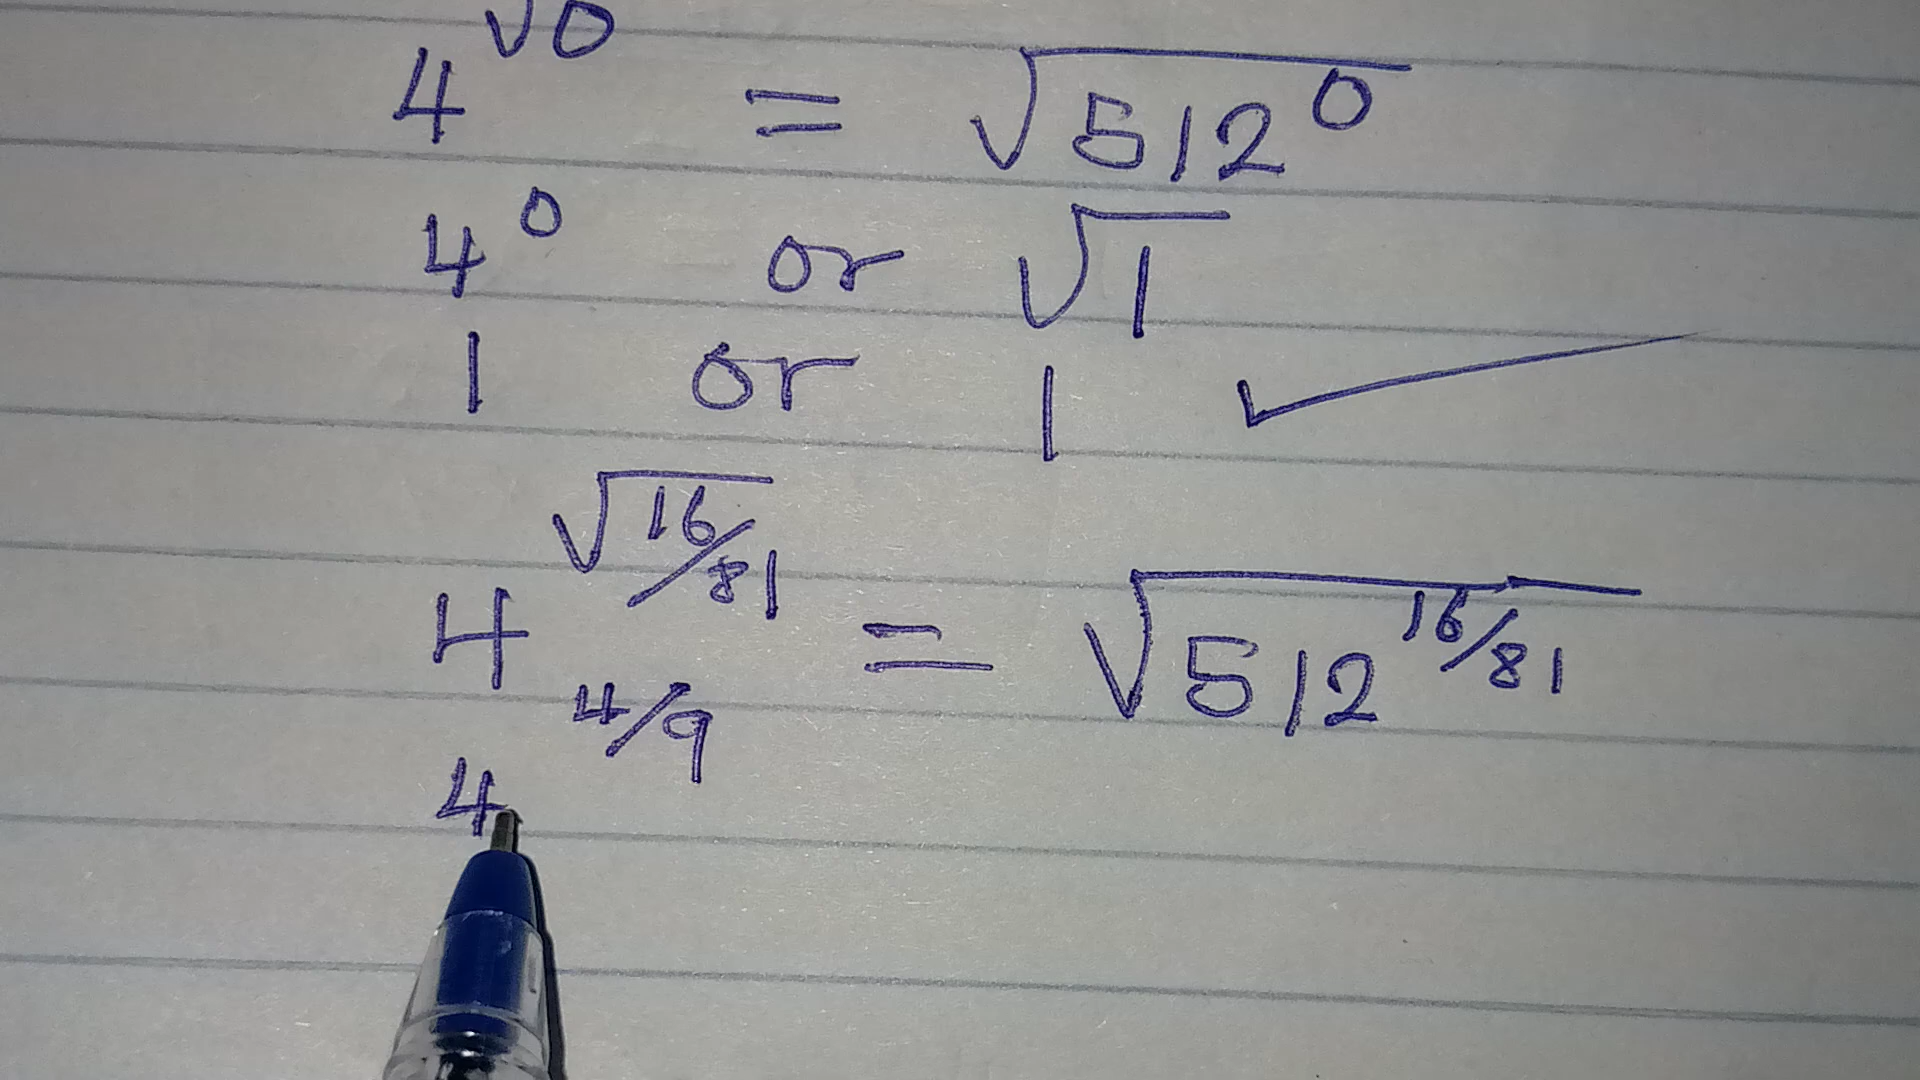 4^√0 = √512^0
4^0 or √1
1 or 1 ✓
4^√16/81 = √512^16/81
4^4/9